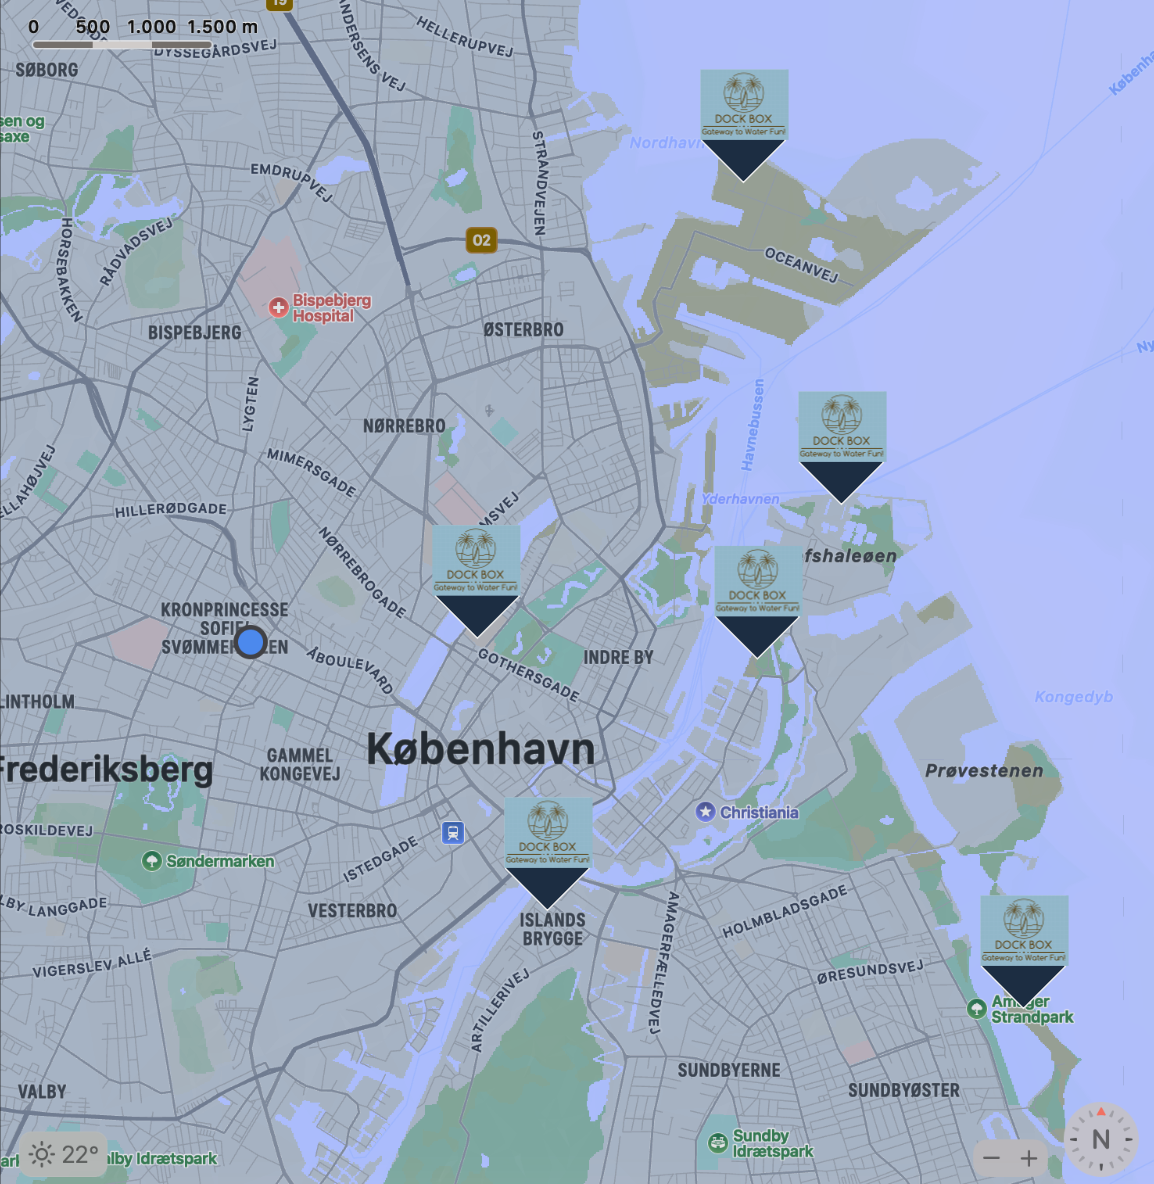 19
0 500 1.000 1.500 m
DYSSEGÅRDSVEJ
ANDERSENS VEJ
HELLERUPVEJ
SØBORG
Københa
sen og
saxe
DOCK BOX
Gateway to Water Fun!
Nordhavn
STRANDVEJEN
EMDRUPVEJ
HORSEBAKKEN
RÅDVADSVEJ
02
OCEANVEJ
Bispebjerg
Hospital
BISPEBJERG
ØSTERBRO
Ny
LYGTEN
Havnebussen
NØRREBRO
DOCK BOX
Gateway to Water Fun!
MIMERSGADE
ELLAHØJVEJ
HILLERØDGADE
MSVEJ
Yderhavnen
NØRREBROGADE
DOCK BOX
Gateway to Water Fun!
DOCK BOX
Gateway to Water Fun!
fshaleøen
KRONPRINCESSE
SOFIE
SVØMME EN
ÅBOULEVARD
GOTHERSGADE
INDRE BY
LINTHOLM
Kongedyb
København
Frederiksberg
GAMMEL
KONGEVEJ
Prøvestenen
Christiania
ROSKILDEVEJ
DOCK BOX
Gateway to Water Fun!
Søndermarken
ISTEDGADE
LBY LANGGADE
VESTERBRO
ISLANDS
BRYGGE
AMAGERFÆLLEDVEJ
HOLMBLADSGADE
DOCK BOX
Gateway to Water Fun!
VIGERSLEV ALLÉ
ØRESUNDSVEJ
ARTILLERIVEJ
Amager
Strandpark
SUNDBYERNE
SUNDBYØSTER
VALBY
Sundby
Idrætspark
22°
alby Idrætspark
N
− +